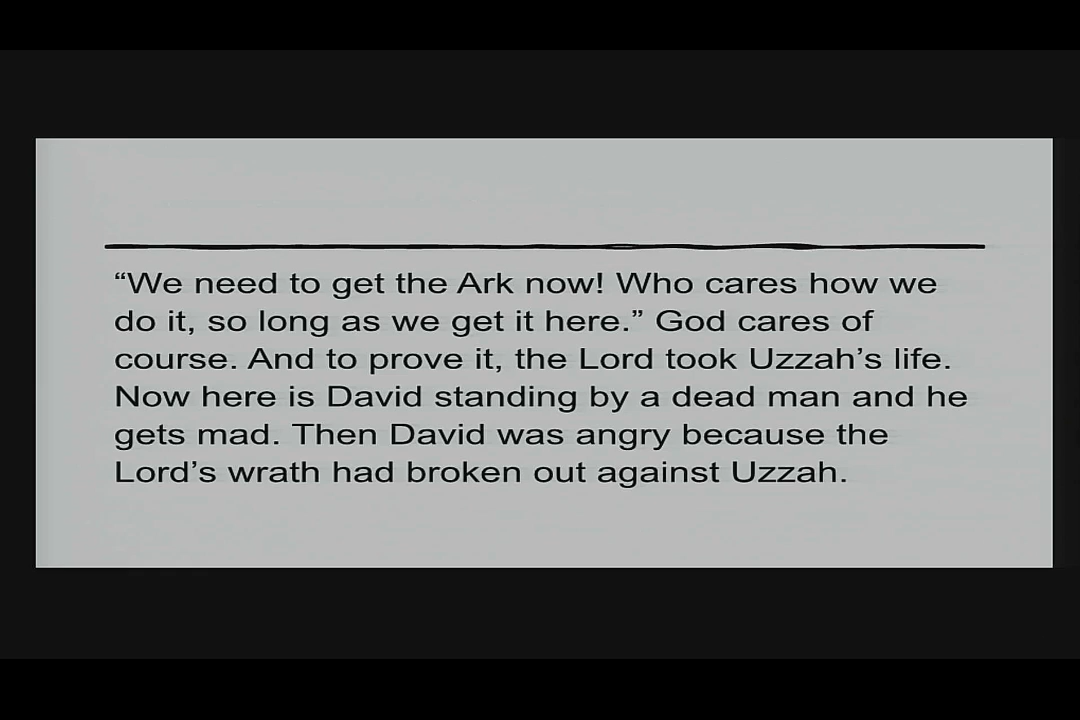 “We need to get the Ark now! Who cares how we
do it, so long as we get it here.” God cares of
course. And to prove it, the Lord took Uzzah’s life.
Now here is David standing by a dead man and he
gets mad. Then David was angry because the
Lord’s wrath had broken out against Uzzah.